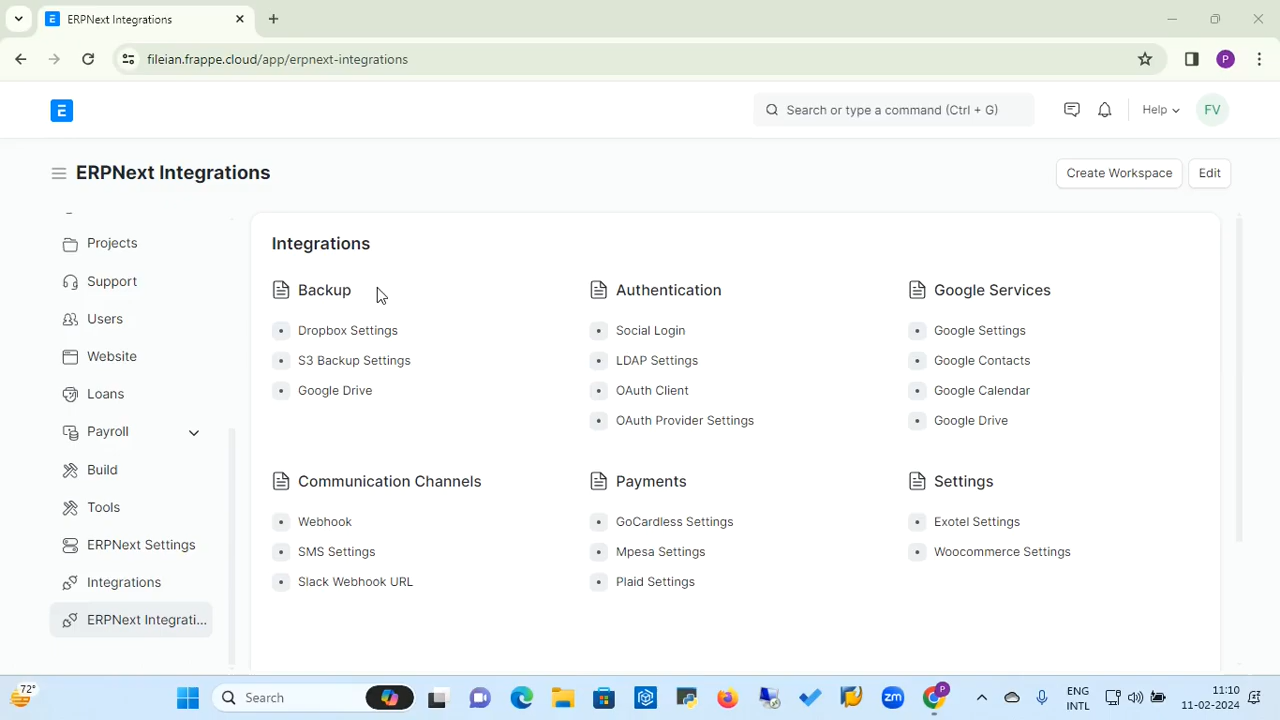 ERPNext Integrations
fileian.frappe.cloud/app/erpnext-integrations
P
E
Search or type a command (Ctrl + G)
Help
FV
ERPNext Integrations
Create Workspace
Edit
Projects
Support
Users
Website
Loans
Payroll
Build
Tools
ERPNext Settings
Integrations
ERPNext Integrati...
Integrations
Backup
Dropbox Settings
S3 Backup Settings
Google Drive
Authentication
Social Login
LDAP Settings
OAuth Client
OAuth Provider Settings
Google Services
Google Settings
Google Contacts
Google Calendar
Google Drive
Communication Channels
Webhook
SMS Settings
Slack Webhook URL
Payments
GoCardless Settings
Mpesa Settings
Plaid Settings
Settings
Exotel Settings
Woocommerce Settings
72°
Search
zm
P
ENG
INTL
11:10
11-02-2024